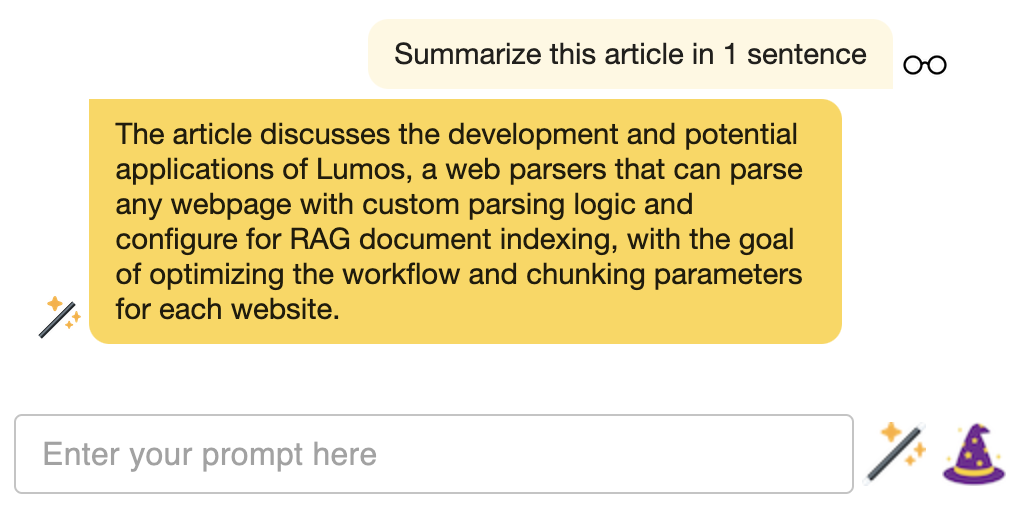 Summarize this article in 1 sentence
The article discusses the development and potential
applications of Lumos, a web parsers that can parse
any webpage with custom parsing logic and
configure for RAG document indexing, with the goal
of optimizing the workflow and chunking parameters
for each website.
Enter your prompt here